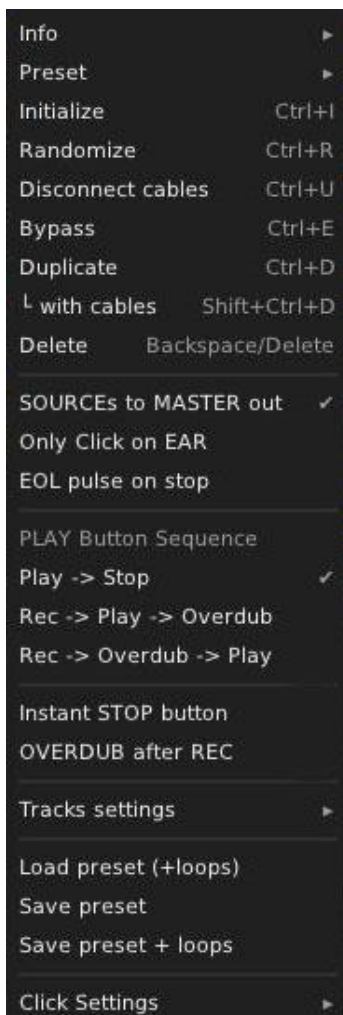 Info ▸
Preset ▸
Initialize Ctrl+I
Randomize Ctrl+R
Disconnect cables Ctrl+U
Bypass Ctrl+E
Duplicate Ctrl+D
└ with cables Shift+Ctrl+D
Delete Backspace/Delete
SOURCEs to MASTER out ✔
Only Click on EAR
EOL pulse on stop
PLAY Button Sequence
Play -> Stop ✔
Rec -> Play -> Overdub
Rec -> Overdub -> Play
Instant STOP button
OVERDUB after REC
Tracks settings ▸
Load preset (+loops)
Save preset
Save preset + loops
Click Settings ▸